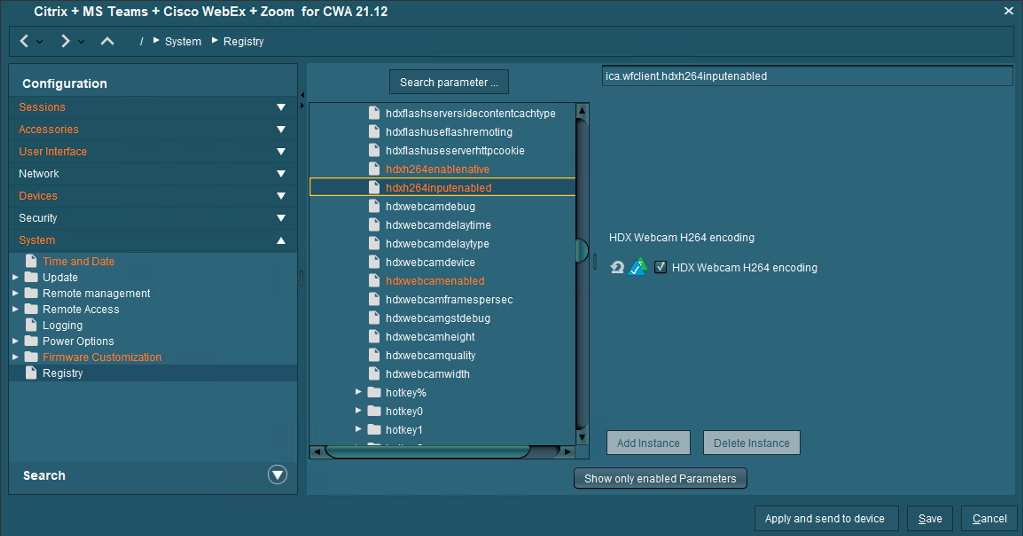 Citrix + MS Teams + Cisco WebEx + Zoom for CWA 21.12
/ System Registry
Configuration
Sessions
Accessories
User Interface
Network
Devices
Security
System
Time and Date
Update
Remote management
Remote Access
Logging
Power Options
Firmware Customization
Registry
Search
Search parameter ...
hdxflashserversidecontentcachtype
hdxflashuseflashremoting
hdxflashuseserverhttpcookie
hdxh264enablenative
hdxh264inputenabled
hdxwebcamdebug
hdxwebcamdelaytime
hdxwebcamdelaytype
hdxwebcamdevice
hdxwebcamenabled
hdxwebcamframespersec
hdxwebcamgstdebug
hdxwebcamheight
hdxwebcamquality
hdxwebcamwidth
hotkey%
hotkey0
hotkey1
ica.wfclient.hdxh264inputenabled
HDX Webcam H264 encoding
HDX Webcam H264 encoding
Add Instance Delete Instance
Show only enabled Parameters
Apply and send to device Save Cancel